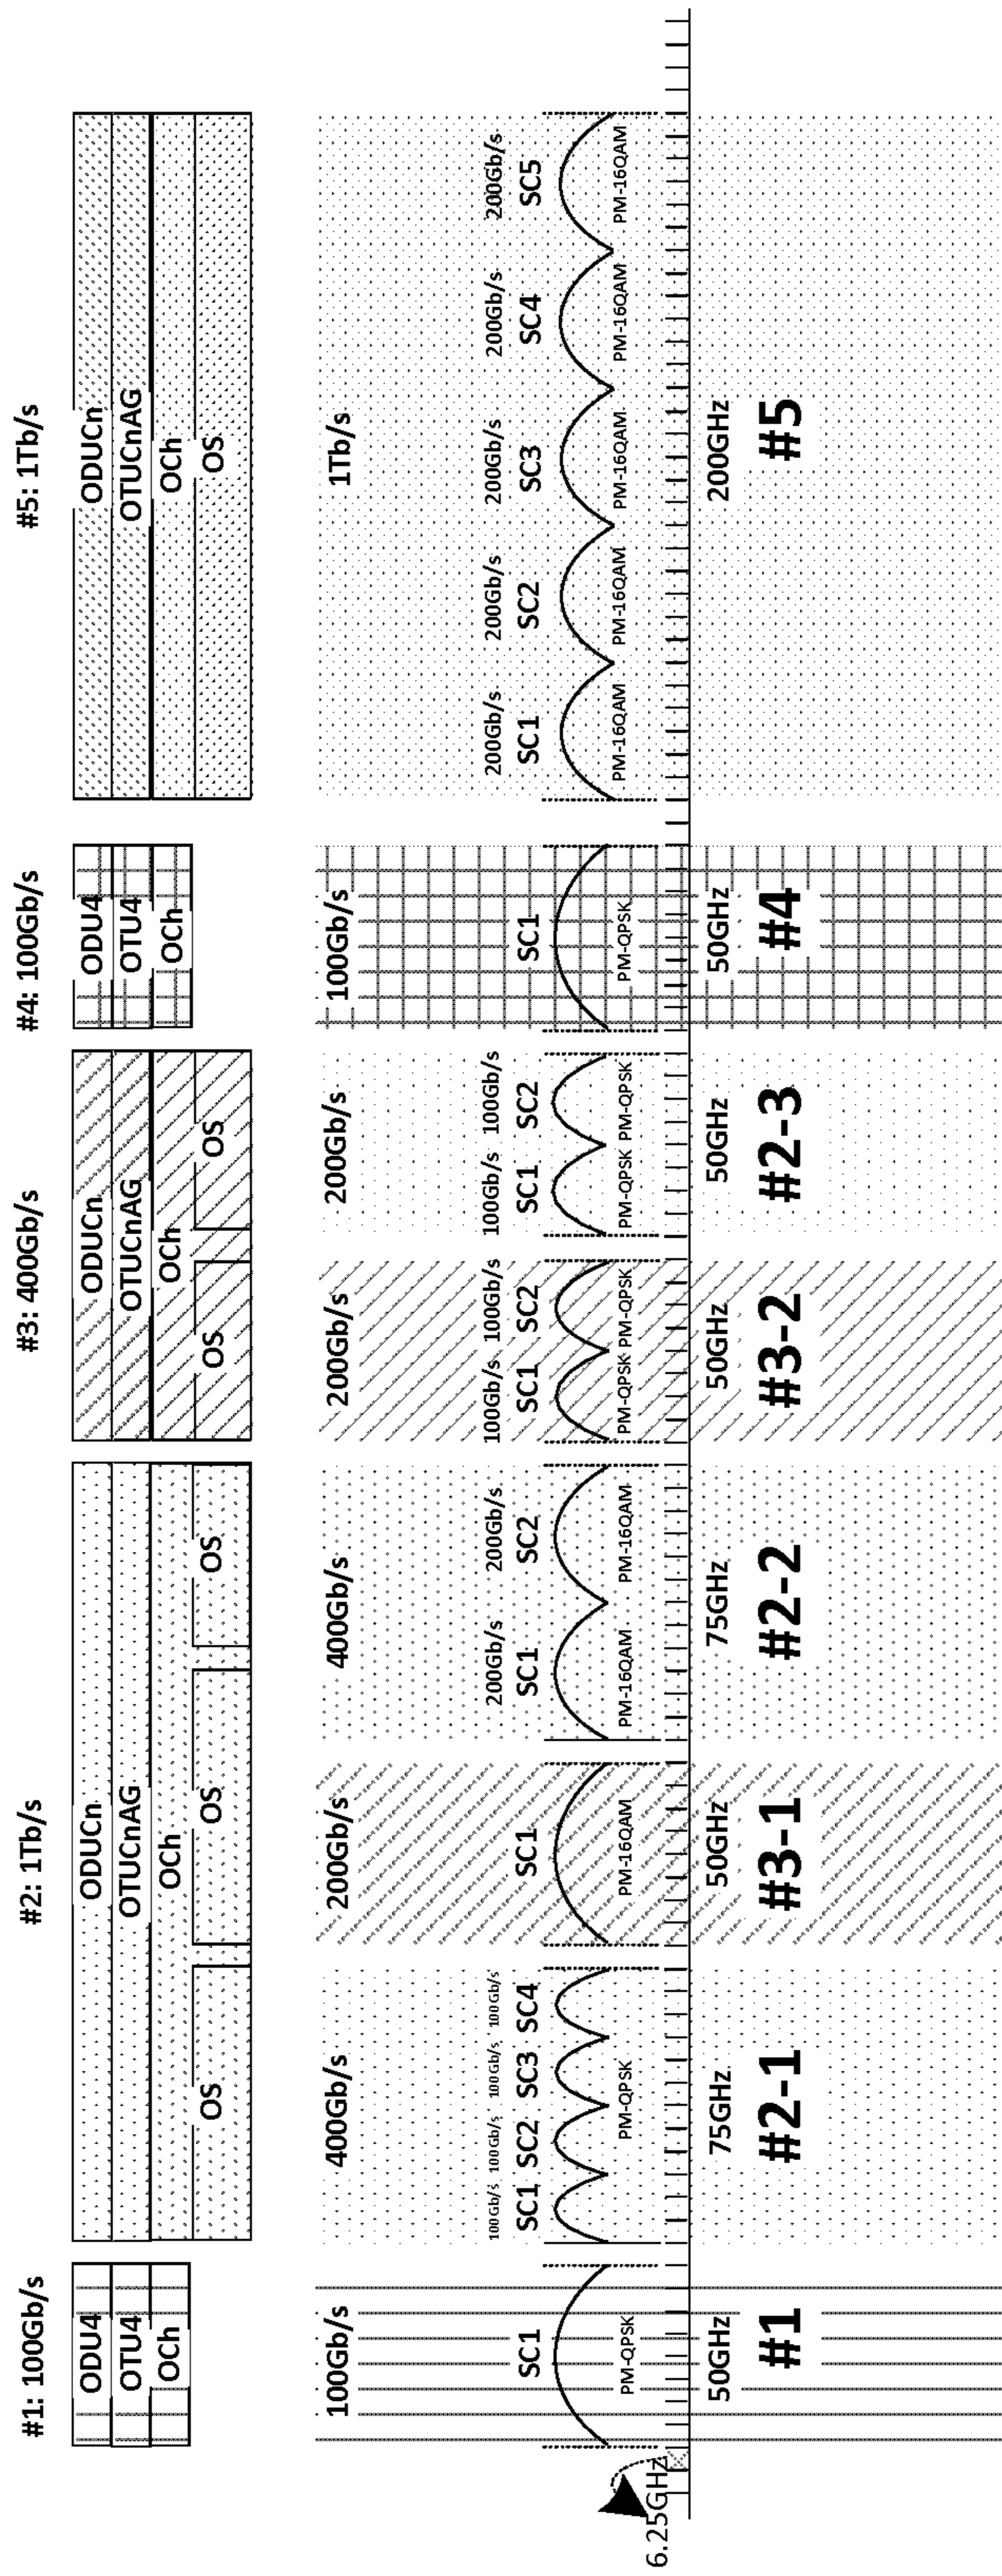 #1: 100Gb/s
#2: 1Tb/s
#3: 400Gb/s
#4: 100Gb/s
#5: 1Tb/s
ODU4
OTU4
OCh
ODUCn
OTUCnAG
OCh
OS
OS
OS
ODUCn
OTUCnAG
OCh
OS
OS
ODU4
OTU4
OCh
ODUCn
OTUCnAG
OCh
OS
100Gb/s
400Gb/s
200Gb/s
400Gb/s
200Gb/s
200Gb/s
100Gb/s
1Tb/s
100Gb/s 100Gb/s 100Gb/s 100Gb/s
200Gb/s 200Gb/s
100Gb/s 100Gb/s
100Gb/s 100Gb/s
200Gb/s 200Gb/s 200Gb/s 200Gb/s 200Gb/s
SC1
SC1 SC2 SC3 SC4
SC1
SC1 SC2
SC1 SC2
SC1 SC2
SC1
SC1 SC2 SC3 SC4 SC5
PM-QPSK
PM-QPSK
PM-16QAM
PM-16QAM PM-16QAM
PM-QPSK PM-QPSK
PM-QPSK PM-QPSK
PM-QPSK
PM-16QAM PM-16QAM PM-16QAM PM-16QAM PM-16QAM
6.25GHz
50GHz
75GHz
50GHz
75GHz
50GHz
50GHz
50GHz
200GHz
#1
#2-1
#3-1
#2-2
#3-2
#2-3
#4
#5